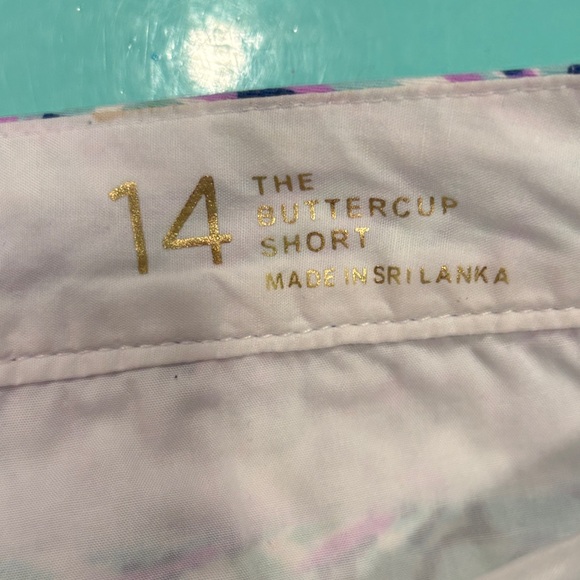 14
THE
BUTTERCUP
SHORT
MADE IN SRI LANKA